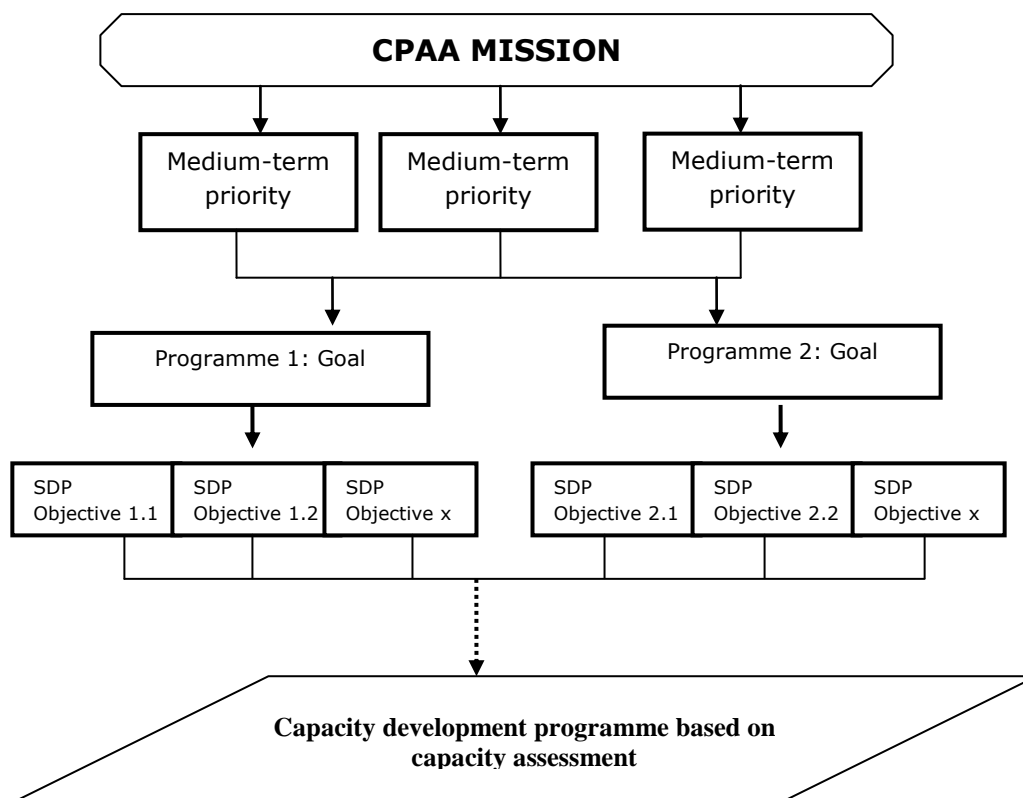 CPAA MISSION
Medium-term
priority
Medium-term
priority
Medium-term
priority
Programme 1: Goal
Programme 2: Goal
SDP
Objective 1.1
SDP
Objective 1.2
SDP
Objective x
SDP
Objective 2.1
SDP
Objective 2.2
SDP
Objective x
Capacity development programme based on
capacity assessment